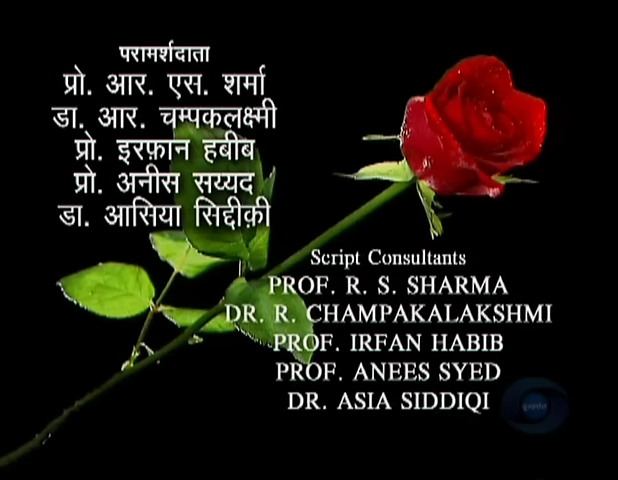 परामर्शदाता
प्रो. आर. एस. शर्मा
डा. आर. चम्पकलक्ष्मी
प्रो. इरफ़ान हबीब
प्रो. अनीस सय्यद
डा. आसिया सिद्दीक़ी
Script Consultants
PROF. R. S. SHARMA
DR. R. CHAMPAKALAKSHMI
PROF. IRFAN HABIB
PROF. ANEES SYED
DR. ASIA SIDDIQI